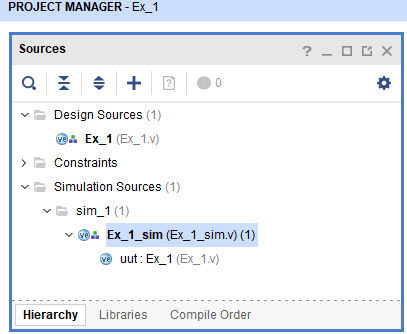 PROJECT MANAGER - Ex_1
Sources
? _
0
Design Sources (1)
Ex_1 (Ex_1.v)
Constraints
Simulation Sources (1)
sim_1 (1)
Ex_1_sim (Ex_1_sim.v) (1)
uut : Ex_1 (Ex_1.v)
Hierarchy Libraries Compile Order